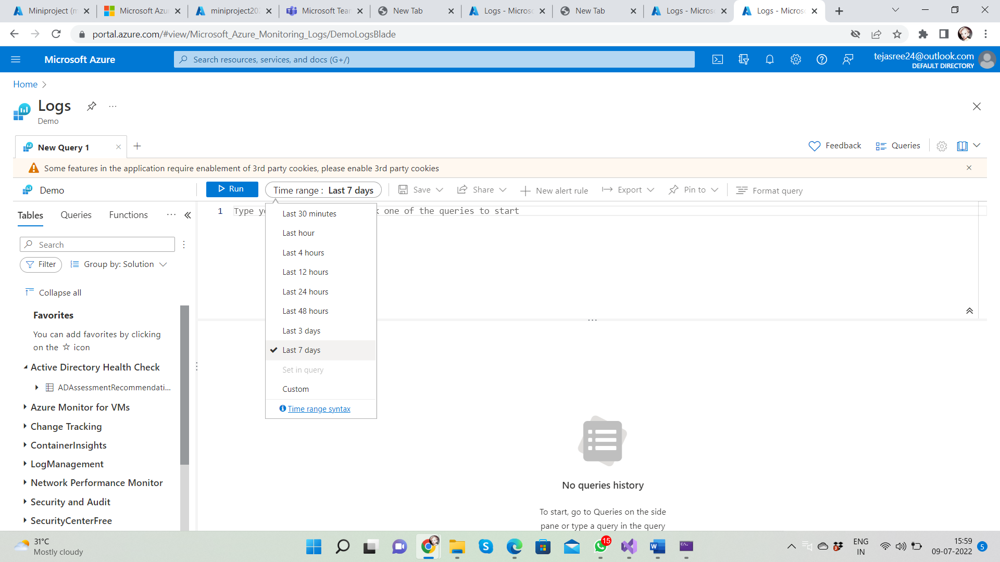 Miniproject (m
Microsoft Azu
miniproject20
Microsoft Tea
New Tab
Logs - Micros
New Tab
Logs - Micros
Logs - Micros
portal.azure.com/#view/Microsoft_Azure_Monitoring_Logs/DemoLogsBlade
Microsoft Azure
Search resources, services, and docs (G+/)
tejasree24@outlook.com
DEFAULT DIRECTORY
Home
Logs
Demo
New Query 1
Feedback
Queries
Some features in the application require enablement of 3rd party cookies, please enable 3rd party cookies
Demo
Run
Time range : Last 7 days
Save
Share
New alert rule
Export
Pin to
Format query
Tables
Queries
Functions
1
Type y
k one of the queries to start
Last 30 minutes
Last hour
Last 4 hours
Last 12 hours
Last 24 hours
Last 48 hours
Last 3 days
Last 7 days
Set in query
Custom
Time range syntax
Search
Filter
Group by: Solution
Collapse all
Favorites
You can add favorites by clicking
on the ☆ icon
Active Directory Health Check
ADAssessmentRecommendati...
Azure Monitor for VMs
Change Tracking
ContainerInsights
LogManagement
Network Performance Monitor
Security and Audit
SecurityCenterFree
No queries history
To start, go to Queries on the side
pane or type a query in the query
31°C
Mostly cloudy
15
3
ENG
IN
15:59
09-07-2022
5